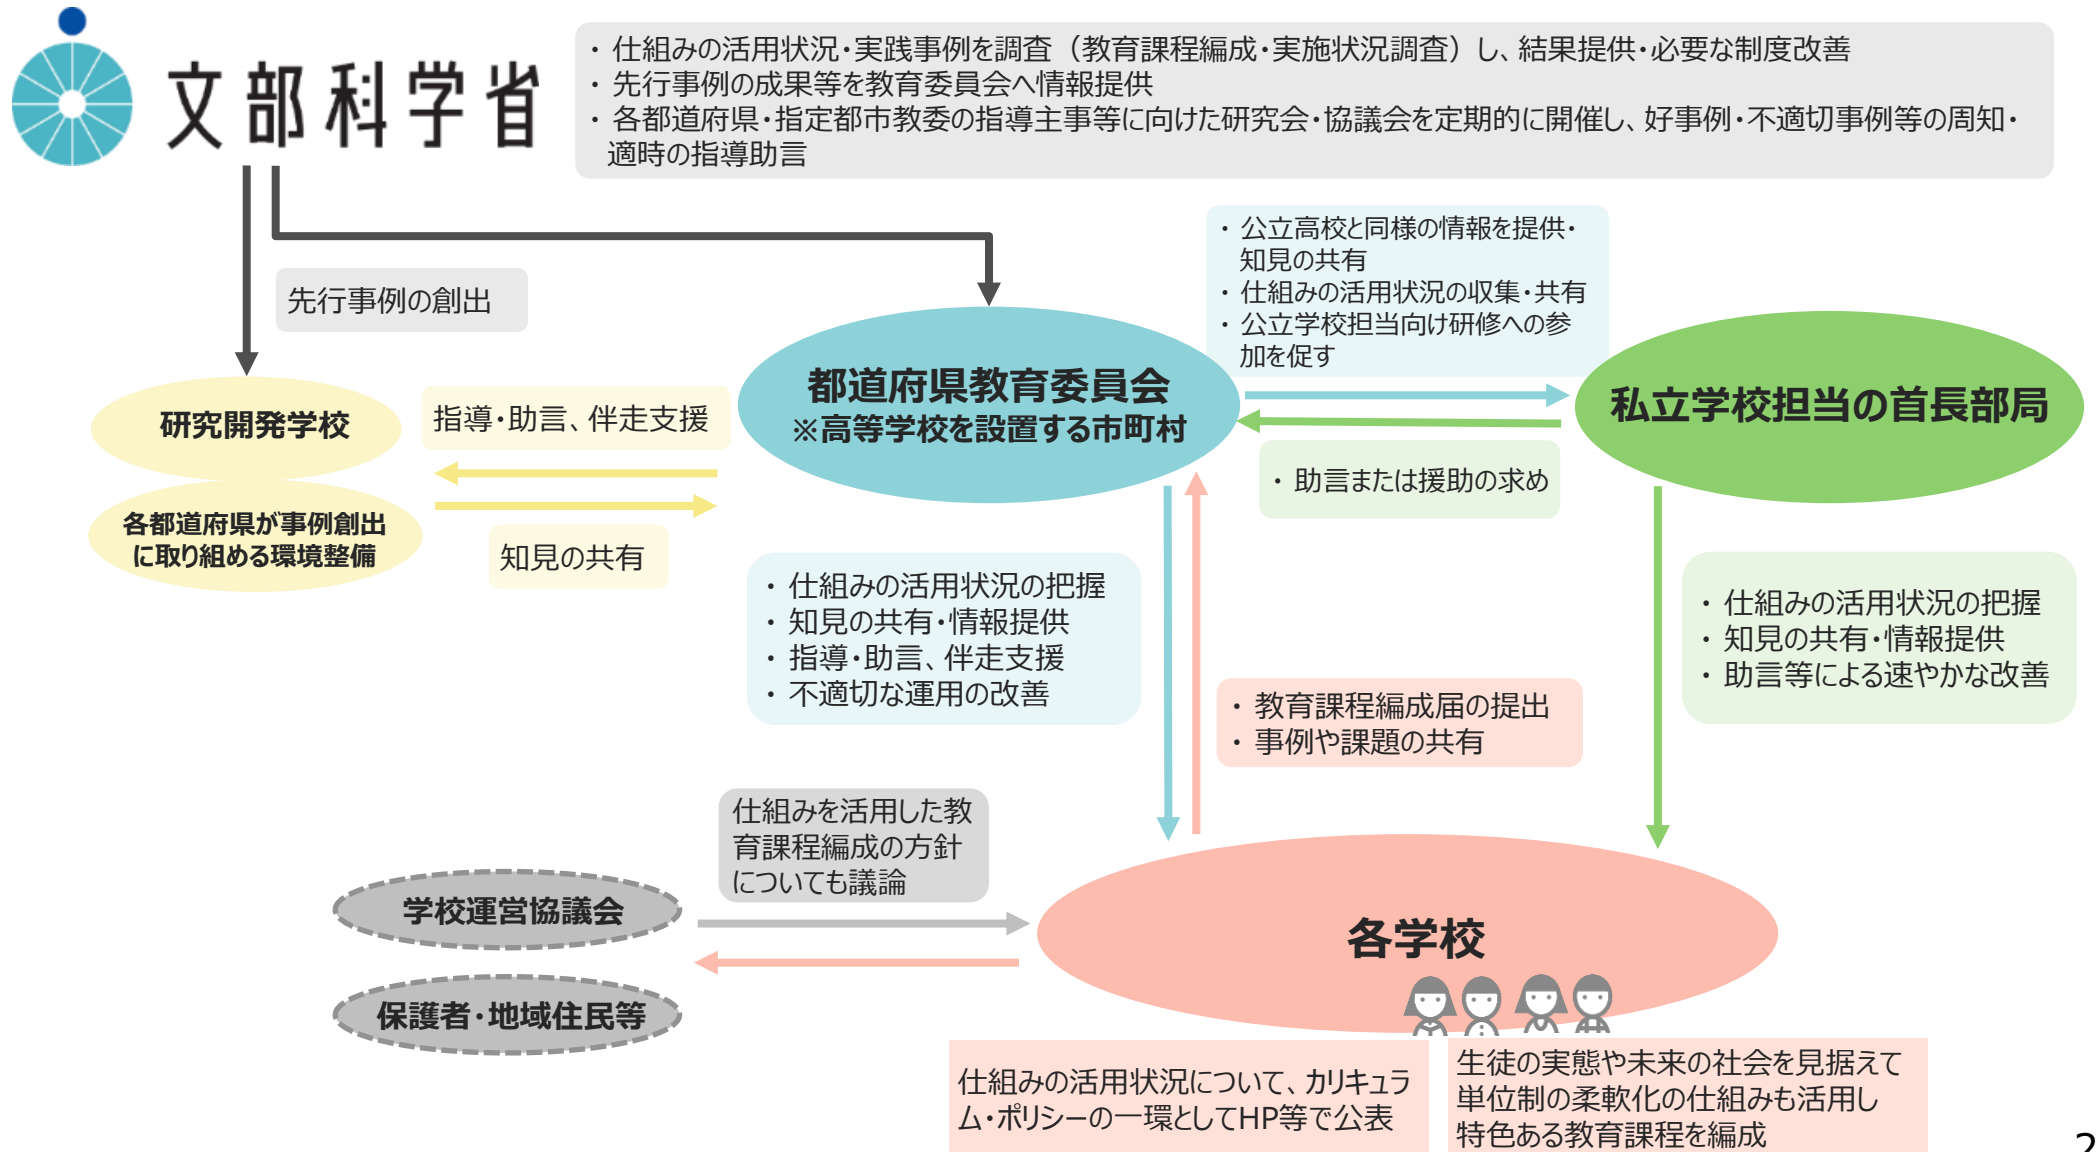 文部科学省
・ 仕組みの活用状況・実践事例を調査（教育課程編成・実施状況調査）し、結果提供・必要な制度改善
・ 先行事例の成果等を教育委員会へ情報提供
・ 各都道府県・指定都市教委の指導主事等に向けた研究会・協議会を定期的に開催し、好事例・不適切事例等の周知・
適時の指導助言
先行事例の創出
・ 公立高校と同様の情報を提供・
知見の共有
・ 仕組みの活用状況の収集・共有
・ 公立学校担当向け研修への参
加を促す
都道府県教育委員会
※高等学校を設置する市町村
私立学校担当の首長部局
研究開発学校
指導・助言、伴走支援
・ 助言または援助の求め
各都道府県が事例創出
に取り組める環境整備
知見の共有
・ 仕組みの活用状況の把握
・ 知見の共有・情報提供
・ 指導・助言、伴走支援
・ 不適切な運用の改善
・ 仕組みの活用状況の把握
・ 知見の共有・情報提供
・ 助言等による速やかな改善
・ 教育課程編成届の提出
・ 事例や課題の共有
仕組みを活用した教
育課程編成の方針
についても議論
学校運営協議会
各学校
保護者・地域住民等
仕組みの活用状況について、カリキュラ
ム・ポリシーの一環としてHP等で公表
生徒の実態や未来の社会を見据えて
単位制の柔軟化の仕組みも活用し
特色ある教育課程を編成
2